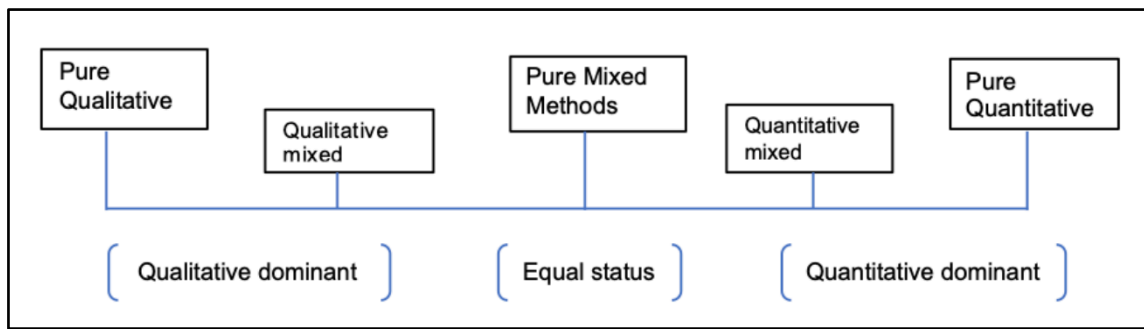 Pure
Qualitative
Qualitative
mixed
Pure Mixed
Methods
Quantitative
mixed
Pure
Quantitative
Qualitative dominant
Equal status
Quantitative dominant